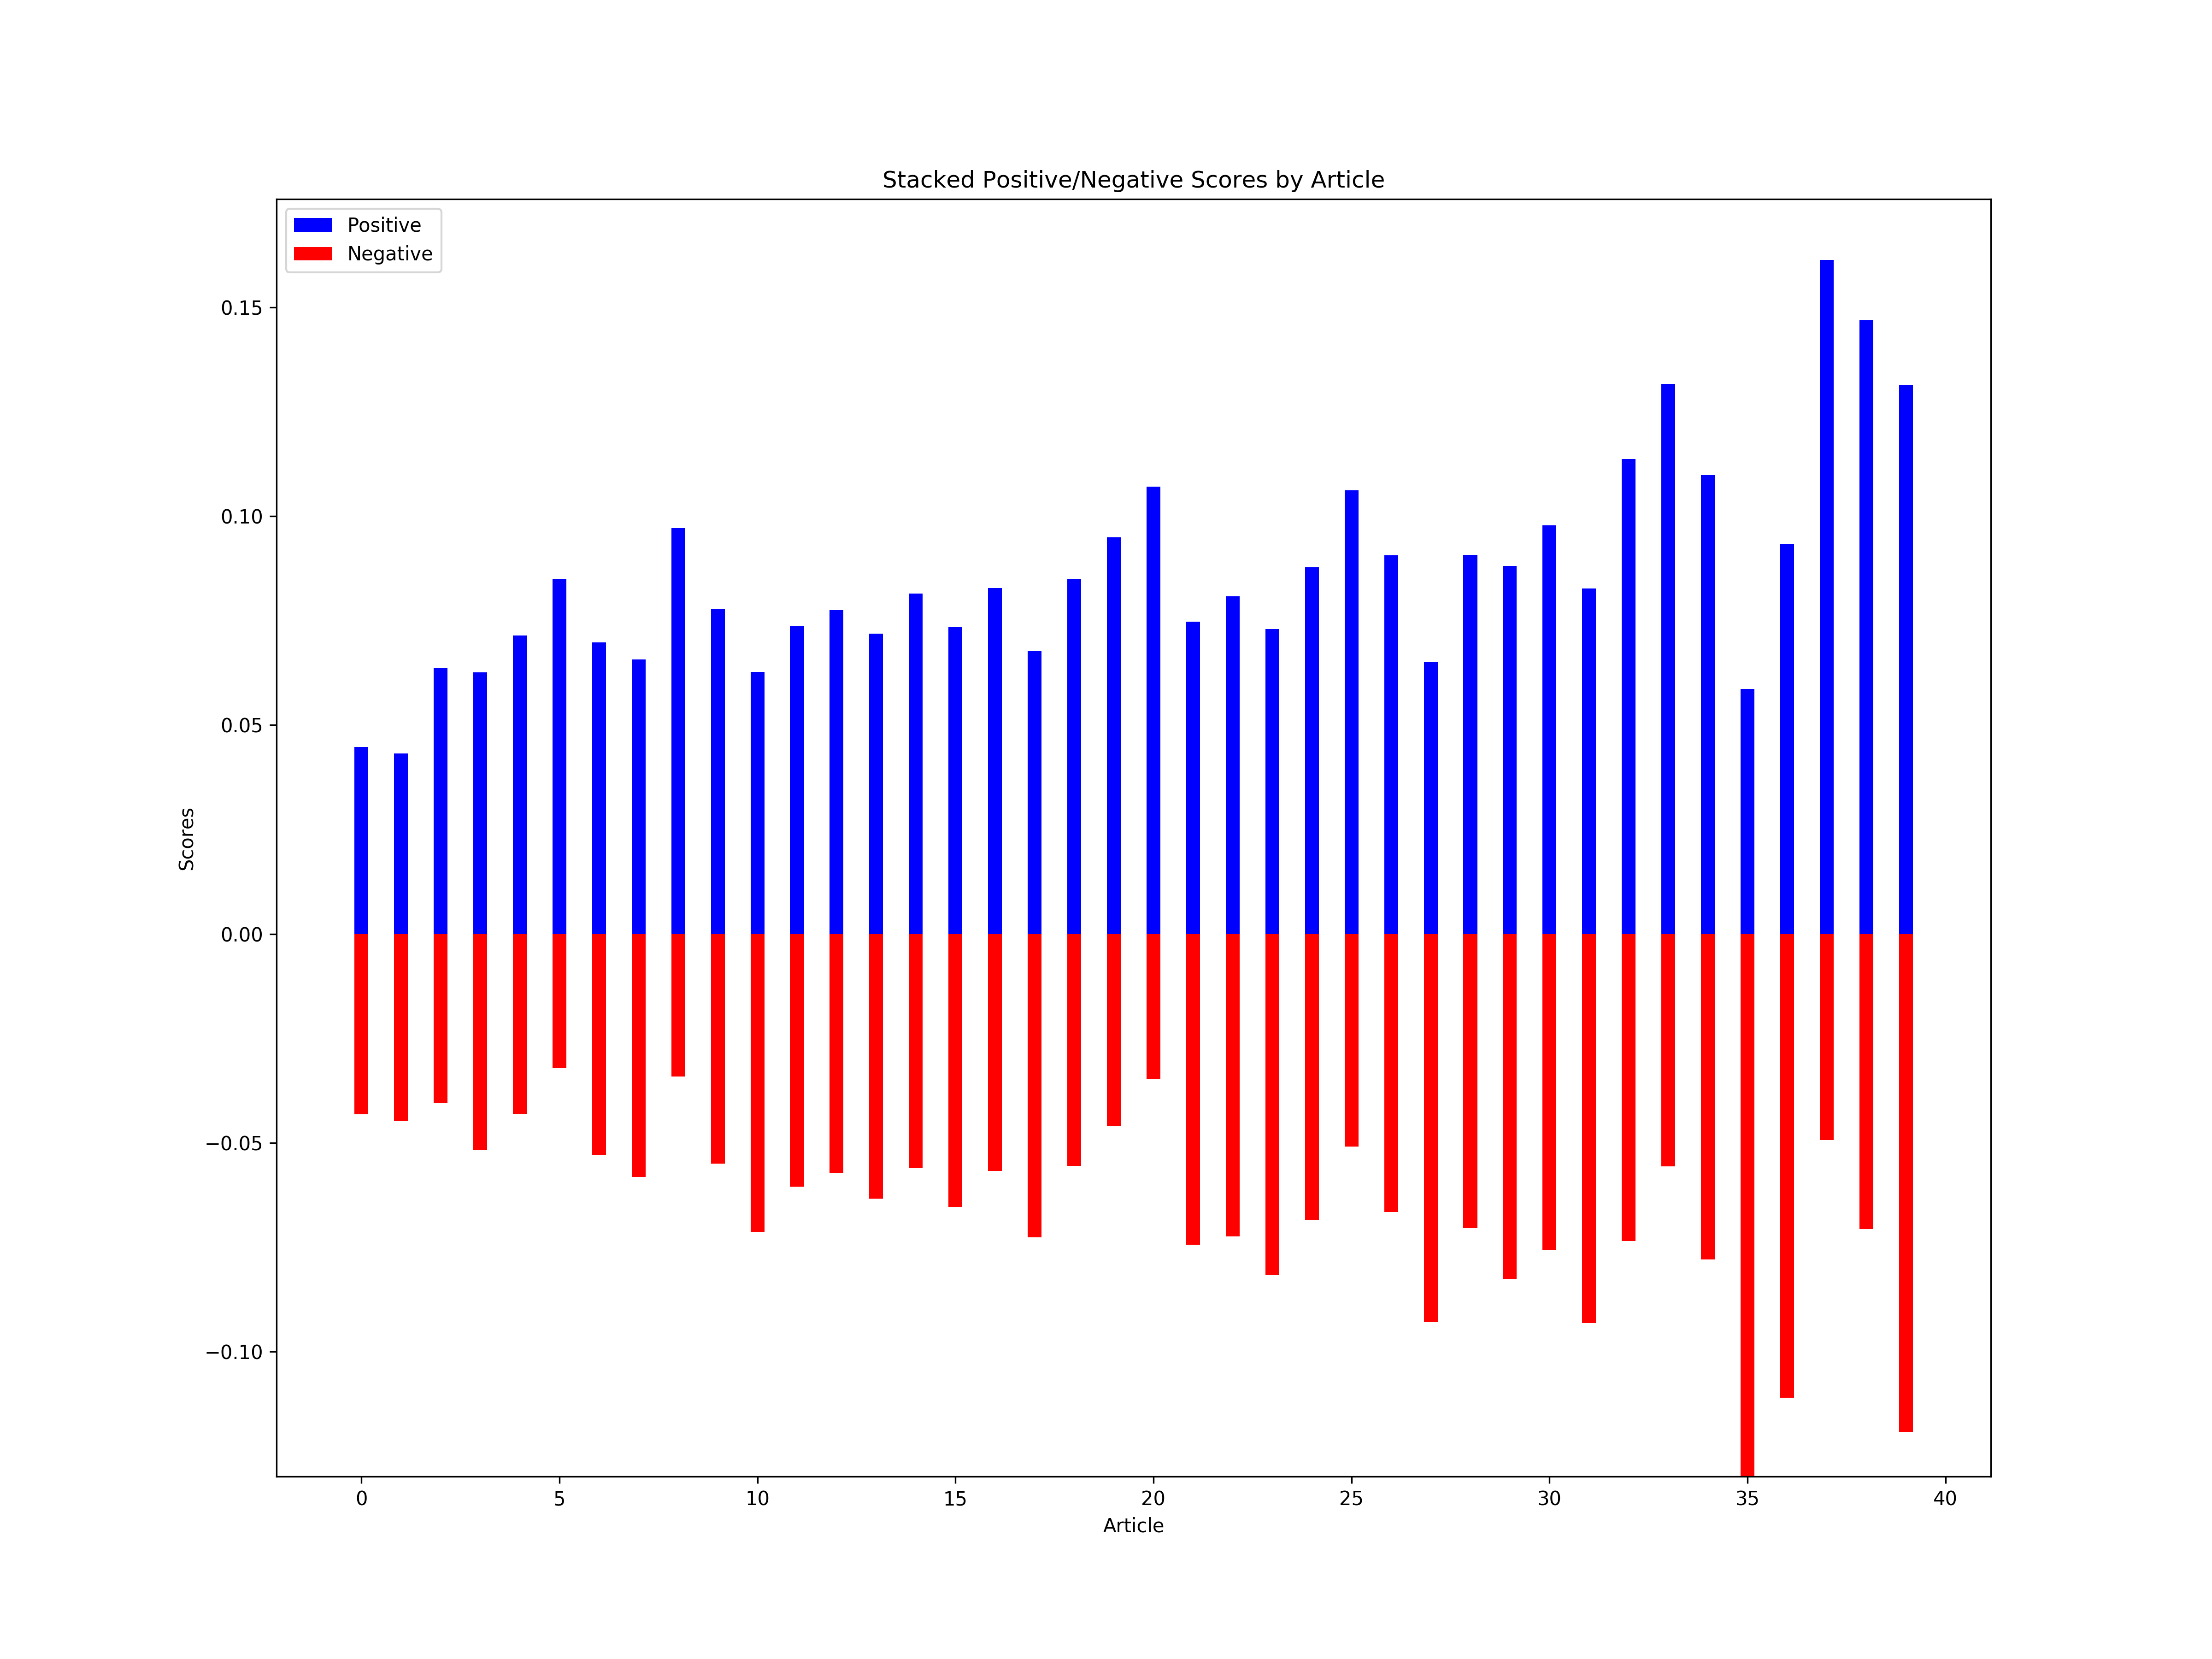 Stacked Positive/Negative Scores by Article
Positive
Negative
0.15
0.10
0.05
0.00
−0.05
−0.10
Scores
0 5 10 15 20 25 30 35 40
Article